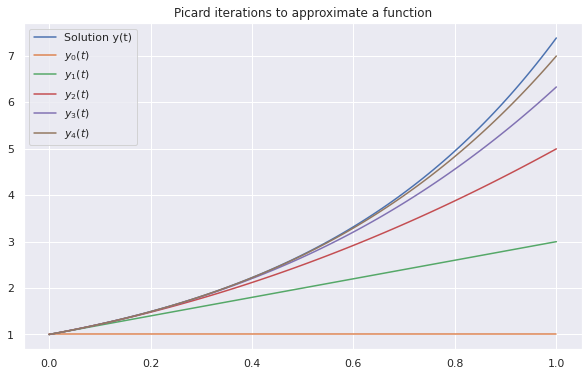 Picard iterations to approximate a function
Solution y(t)
y₀(t)
y₁(t)
y₂(t)
y₃(t)
y₄(t)
7
6
5
4
3
2
1
0.0 0.2 0.4 0.6 0.8 1.0